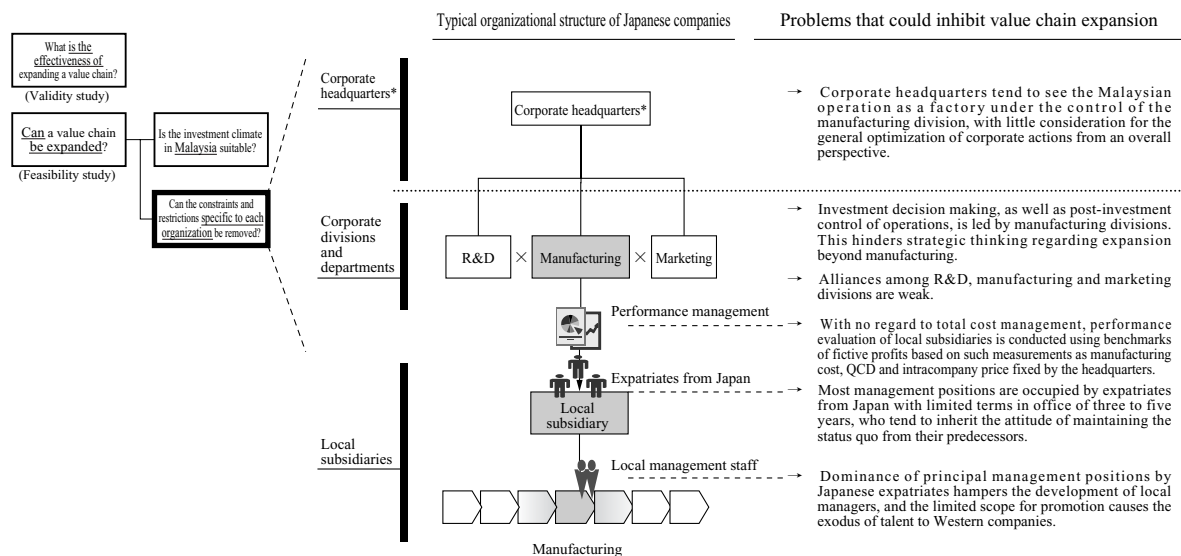 Typical organizational structure of Japanese companies
Problems that could inhibit value chain expansion
What is the
effectiveness of
expanding a value chain?
(Validity study)
Can a value chain
be expanded?
(Feasibility study)
Is the investment climate
in Malaysia suitable?
Can the constraints and
restrictions specific to each
organization be removed?
Corporate
headquarters*
Corporate
divisions
and
departments
Local
subsidiaries
Corporate headquarters*
R&D
×
Manufacturing
×
Marketing
Performance management
Expatriates from Japan
Local
subsidiary
Local management staff
Manufacturing
→ Corporate headquarters tend to see the Malaysian
operation as a factory under the control of the
manufacturing division, with little consideration for the
general optimization of corporate actions from an overall
perspective.
→ Investment decision making, as well as post-investment
control of operations, is led by manufacturing divisions.
This hinders strategic thinking regarding expansion
beyond manufacturing.
→ Alliances among R&D, manufacturing and marketing
divisions are weak.
→ With no regard to total cost management, performance
evaluation of local subsidiaries is conducted using benchmarks
of fictive profits based on such measurements as manufacturing
cost, QCD and intracompany price fixed by the headquarters.
→ Most management positions are occupied by expatriates
from Japan with limited terms in office of three to five
years, who tend to inherit the attitude of maintaining the
status quo from their predecessors.
→ Dominance of principal management positions by
Japanese expatriates hampers the development of local
managers, and the limited scope for promotion causes the
exodus of talent to Western companies.